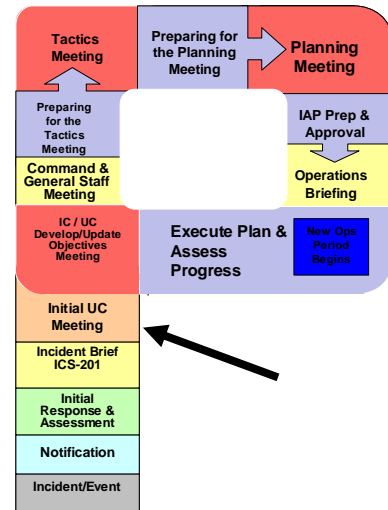 Tactics
Meeting
Preparing for
the Planning
Meeting
Planning
Meeting
Preparing
for the
Tactics
Meeting
IAP Prep &
Approval
Command &
General Staff
Meeting
Operations
Briefing
IC / UC
Develop/Update
Objectives
Meeting
Execute Plan &
Assess
Progress
New Ops
Period
Begins
Initial UC
Meeting
Incident Brief
ICS-201
Initial
Response &
Assessment
Notification
Incident/Event